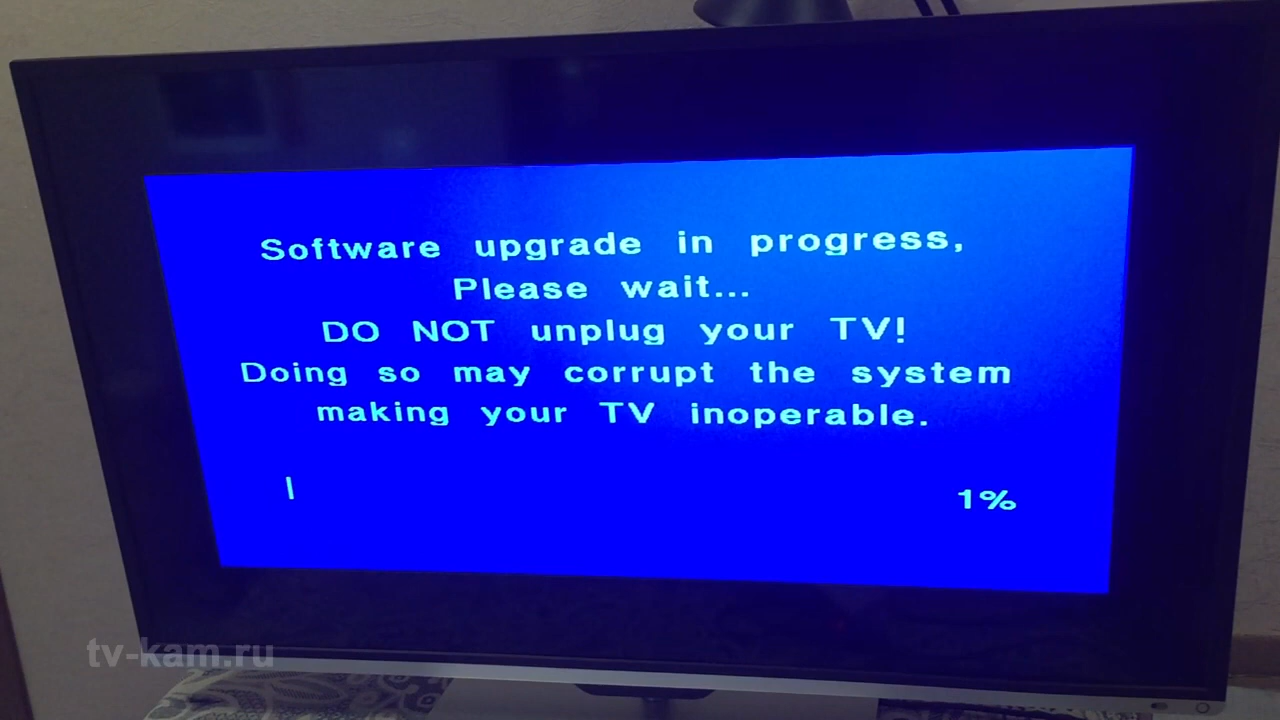 Software upgrade in progress,
Please wait...
DO NOT unplug your TV!
Doing so may corrupt the system
making your TV inoperable.
1%
tv-kam.ru